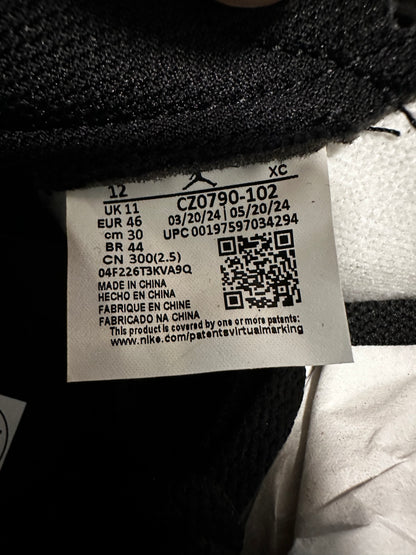 12
XC
UK 11
EUR 46
cm 30
BR 44
CN 300(2.5)
04F226T3KVA9Q
CZ0790-102
03/20/24 | 05/20/24
UPC 00197597034294
MADE IN CHINA
HECHO EN CHINA
FABRIQUE EN CHINE
FABRICADO NA CHINA
This product is covered by one or more patents:
www.nike.com/patentsvirtualmarking